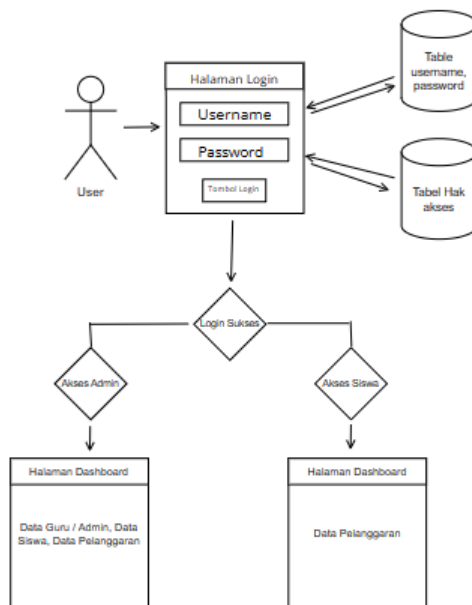 Table
username,
password
Halaman Login
Username
Password
Tombol Login
User
Tabel Hak
akses
Login Sukses
Akses Admin
Akses Siswa
Halaman Dashboard
Data Guru / Admin, Data
Siswa, Data Pelanggaran
Halaman Dashboard
Data Pelanggaran